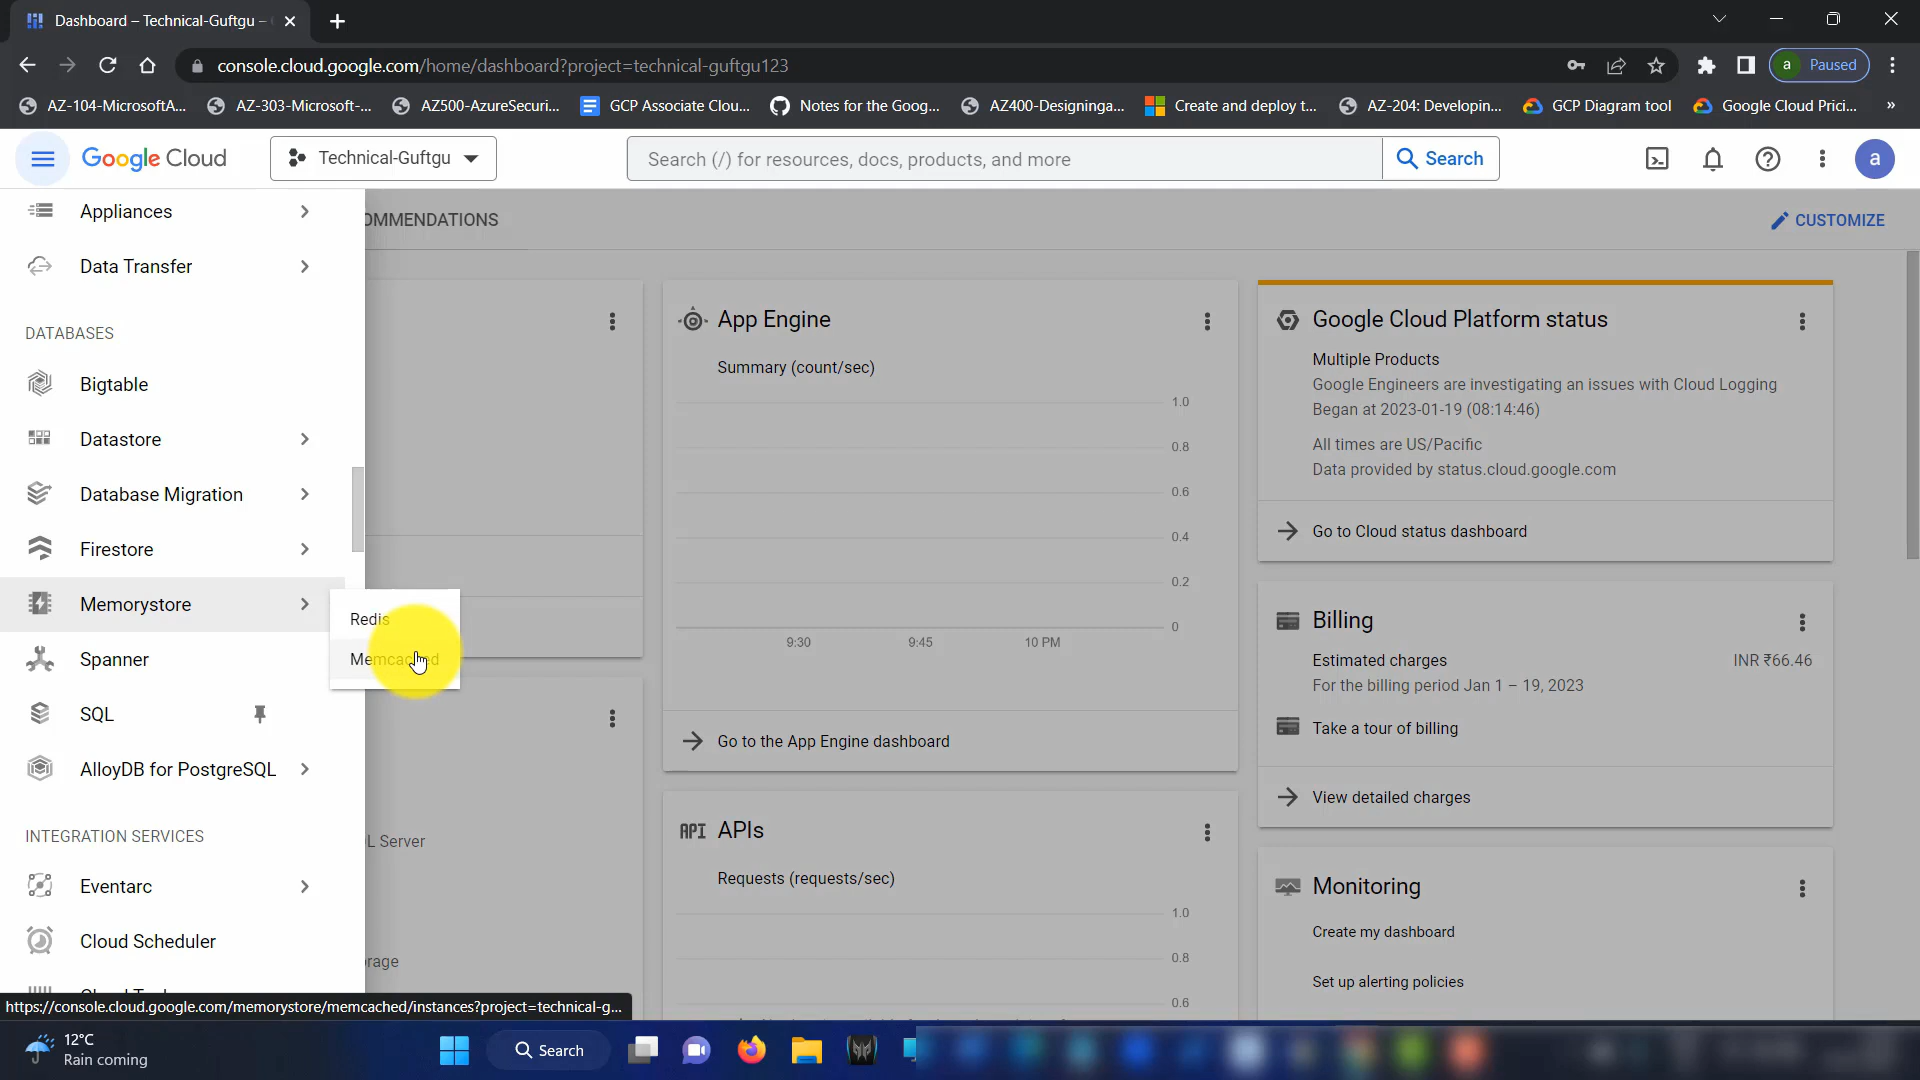 Dashboard – Technical-Guftgu –
console.cloud.google.com/home/dashboard?project=technical-guftgu123
a Paused
AZ-104-MicrosoftA...
AZ-303-Microsoft-...
AZ500-AzureSecuri...
GCP Associate Clou...
Notes for the Goog...
AZ400-Designinga...
Create and deploy t...
AZ-204: Developin...
GCP Diagram tool
Google Cloud Prici...
»
Google Cloud
Technical-Guftgu
Search (/) for resources, docs, products, and more
Search
a
Appliances
Data Transfer
DATABASES
Bigtable
Datastore
Database Migration
Firestore
Memorystore
Redis
Memcached
Spanner
SQL
AlloyDB for PostgreSQL
INTEGRATION SERVICES
Eventarc
Cloud Scheduler
https://console.cloud.google.com/memorystore/memcached/instances?project=technical-g...
OMMENDATIONS
CUSTOMIZE
L Server
rage
App Engine
Summary (count/sec)
1.0
0.8
0.6
0.4
0.2
0
9:30
9:45
10 PM
Go to the App Engine dashboard
API APIs
Requests (requests/sec)
1.0
0.8
0.6
Google Cloud Platform status
Multiple Products
Google Engineers are investigating an issues with Cloud Logging
Began at 2023-01-19 (08:14:46)
All times are US/Pacific
Data provided by status.cloud.google.com
Go to Cloud status dashboard
Billing
Estimated charges
INR ₹66.46
For the billing period Jan 1 – 19, 2023
Take a tour of billing
View detailed charges
Monitoring
Create my dashboard
Set up alerting policies
12°C
Rain coming
Search